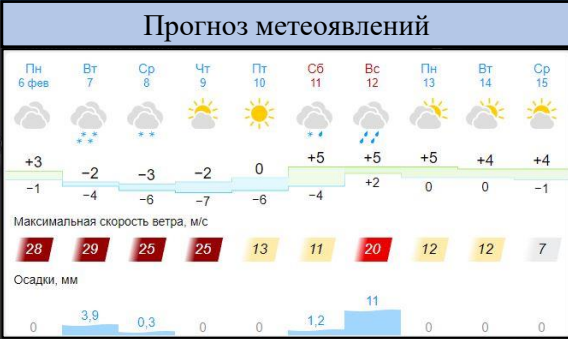 Прогноз метеоявлений
Пн Вт Ср Чт Пт Сб Вс Пн Вт Ср
6 фев 7 8 9 10 11 12 13 14 15
+3 −2 −3 −2 0 +5 +5 +5 +4 +4
−1 −4 −6 −7 −6 −4 +2 0 0 −1
Максимальная скорость ветра, м/с
28 29 25 25 13 11 20 12 12 7
Осадки, мм
0 3,9 0,3 0 0 1,2 11 0 0 0